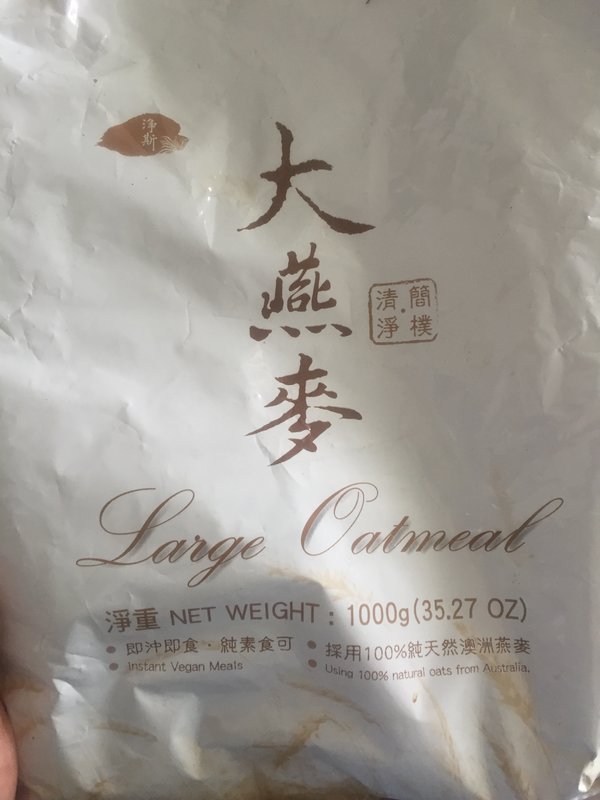 淨斯
大燕麥
簡樸
清淨
Large Oatmeal
淨重 NET WEIGHT : 1000g(35.27 OZ)
• 即沖即食 · 純素食可
• Instant Vegan Meals
• 採用100%純天然澳洲燕麥
• Using 100% natural oats from Australia.